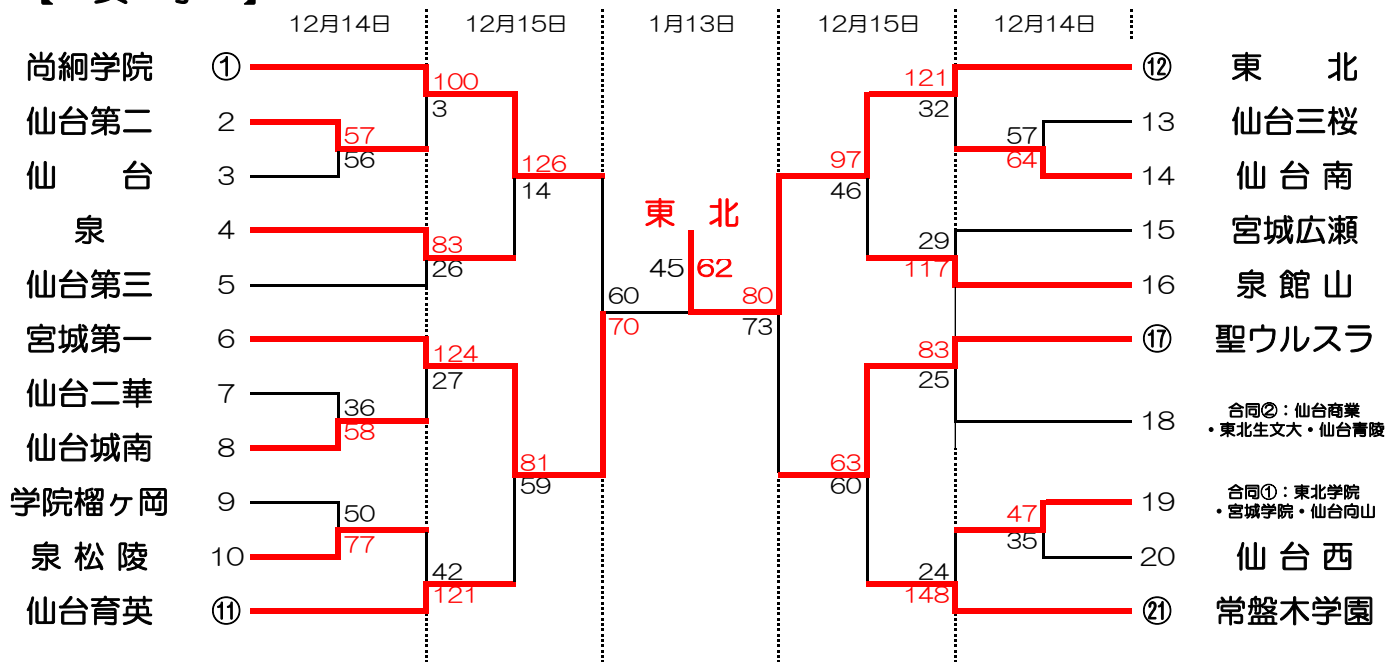 12月14日 12月15日 1月13日 12月15日 12月14日
尚絅学院 ①
仙台第二 2
仙 台 3
泉 4
仙台第三 5
宮城第一 6
仙台二華 7
仙台城南 8
学院榴ヶ岡 9
泉松陵 10
仙台育英 ⑪
100
3
57
56
126
14
83
26
60
70
124
27
36
58
81
59
50
77
42
121
東 北
45 62
80
73
121
32
57
64
97
46
29
117
83
25
63
60
47
35
24
148
⑫ 東 北
13 仙台三桜
14 仙台南
15 宮城広瀬
16 泉館山
⑰ 聖ウルスラ
18 合同②：仙台商業
・東北生文大・仙台青陵
19 合同①：東北学院
・宮城学院・仙台向山
20 仙台西
㉑ 常盤木学園